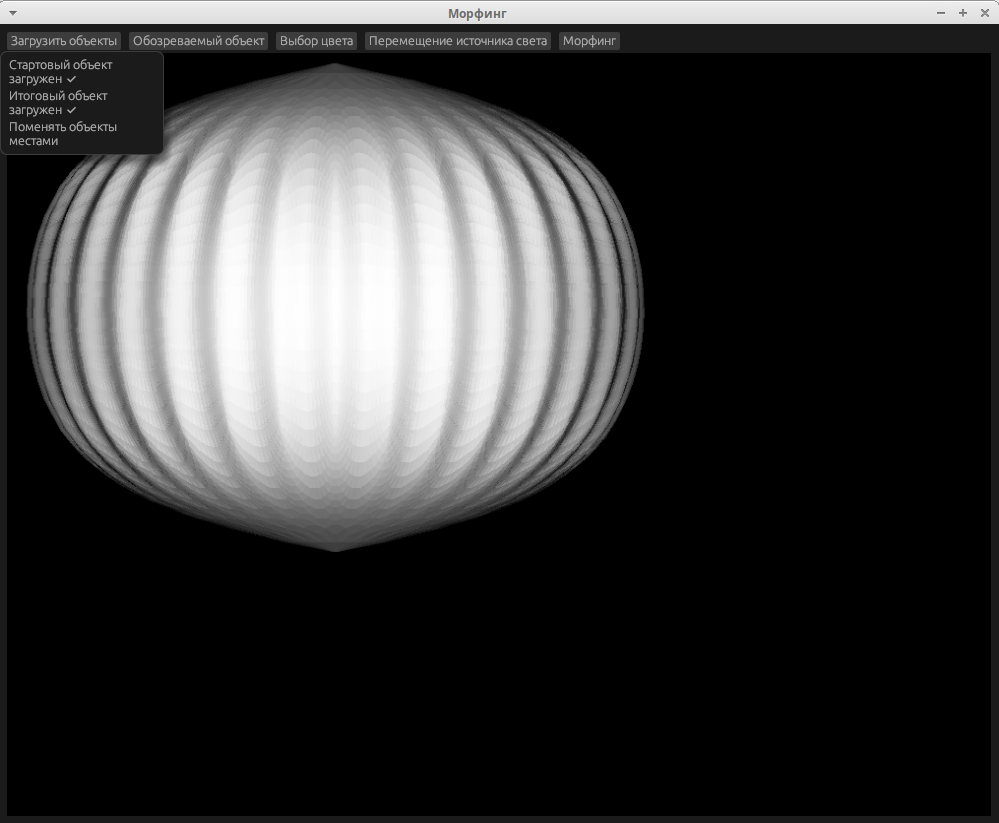 Морфинг
Загрузить объекты Обозреваемый объект Выбор цвета Перемещение источника света Морфинг
Стартовый объект
загружен ✓
Итоговый объект
загружен ✓
Поменять объекты
местами